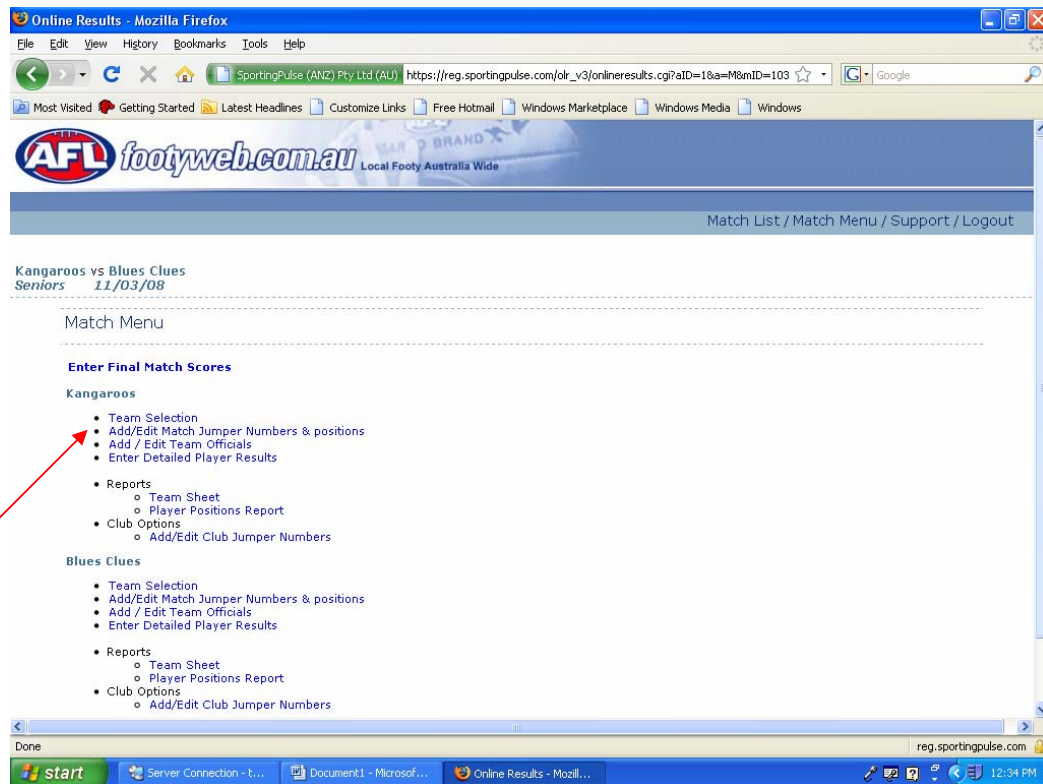 Online Results - Mozilla Firefox
File Edit View History Bookmarks Tools Help
SportingPulse (ANZ) Pty Ltd (AU) https://reg.sportingpulse.com/olr_v3/onlineresults.cgi?aID=1&a=M&mID=103 Google
Most Visited Getting Started Latest Headlines Customize Links Free Hotmail Windows Marketplace Windows Media Windows
AFL footyweb.com.au Local Footy Australia Wide
BRAND
Match List / Match Menu / Support / Logout
Kangaroos vs Blues Clues
Seniors 11/03/08
Match Menu
Enter Final Match Scores
Kangaroos
• Team Selection
• Add/Edit Match Jumper Numbers & positions
• Add / Edit Team Officials
• Enter Detailed Player Results
• Reports
o Team Sheet
o Player Positions Report
• Club Options
o Add/Edit Club Jumper Numbers
Blues Clues
• Team Selection
• Add/Edit Match Jumper Numbers & positions
• Add / Edit Team Officials
• Enter Detailed Player Results
• Reports
o Team Sheet
o Player Positions Report
• Club Options
o Add/Edit Club Jumper Numbers
Done reg.sportingpulse.com
start Server Connection - t... Document1 - Microsof... Online Results - Mozill... 12:34 PM